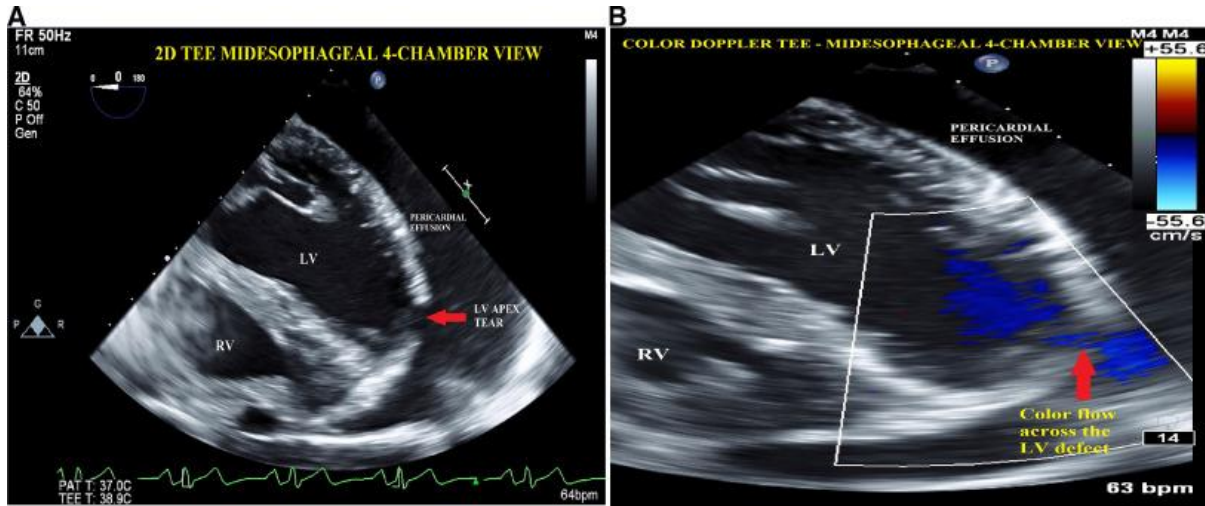 A
FR 50Hz
11cm
2D TEE MIDESOPHAGEAL 4-CHAMBER VIEW
M4
2D
64%
C 50
P Off
Gen
0 0 180
P
PERICARDIAL
EFFUSION
LV
LV APEX
TEAR
RV
G
P R
PAT T: 37.0C
TEE T: 38.9C
64bpm
B
COLOR DOPPLER TEE - MIDESOPHAGEAL 4-CHAMBER VIEW
M4 M4
+55.6
P
PERICARDIAL
EFFUSION
-55.6
cm/s
LV
RV
Color flow
across the
LV defect
14
63 bpm